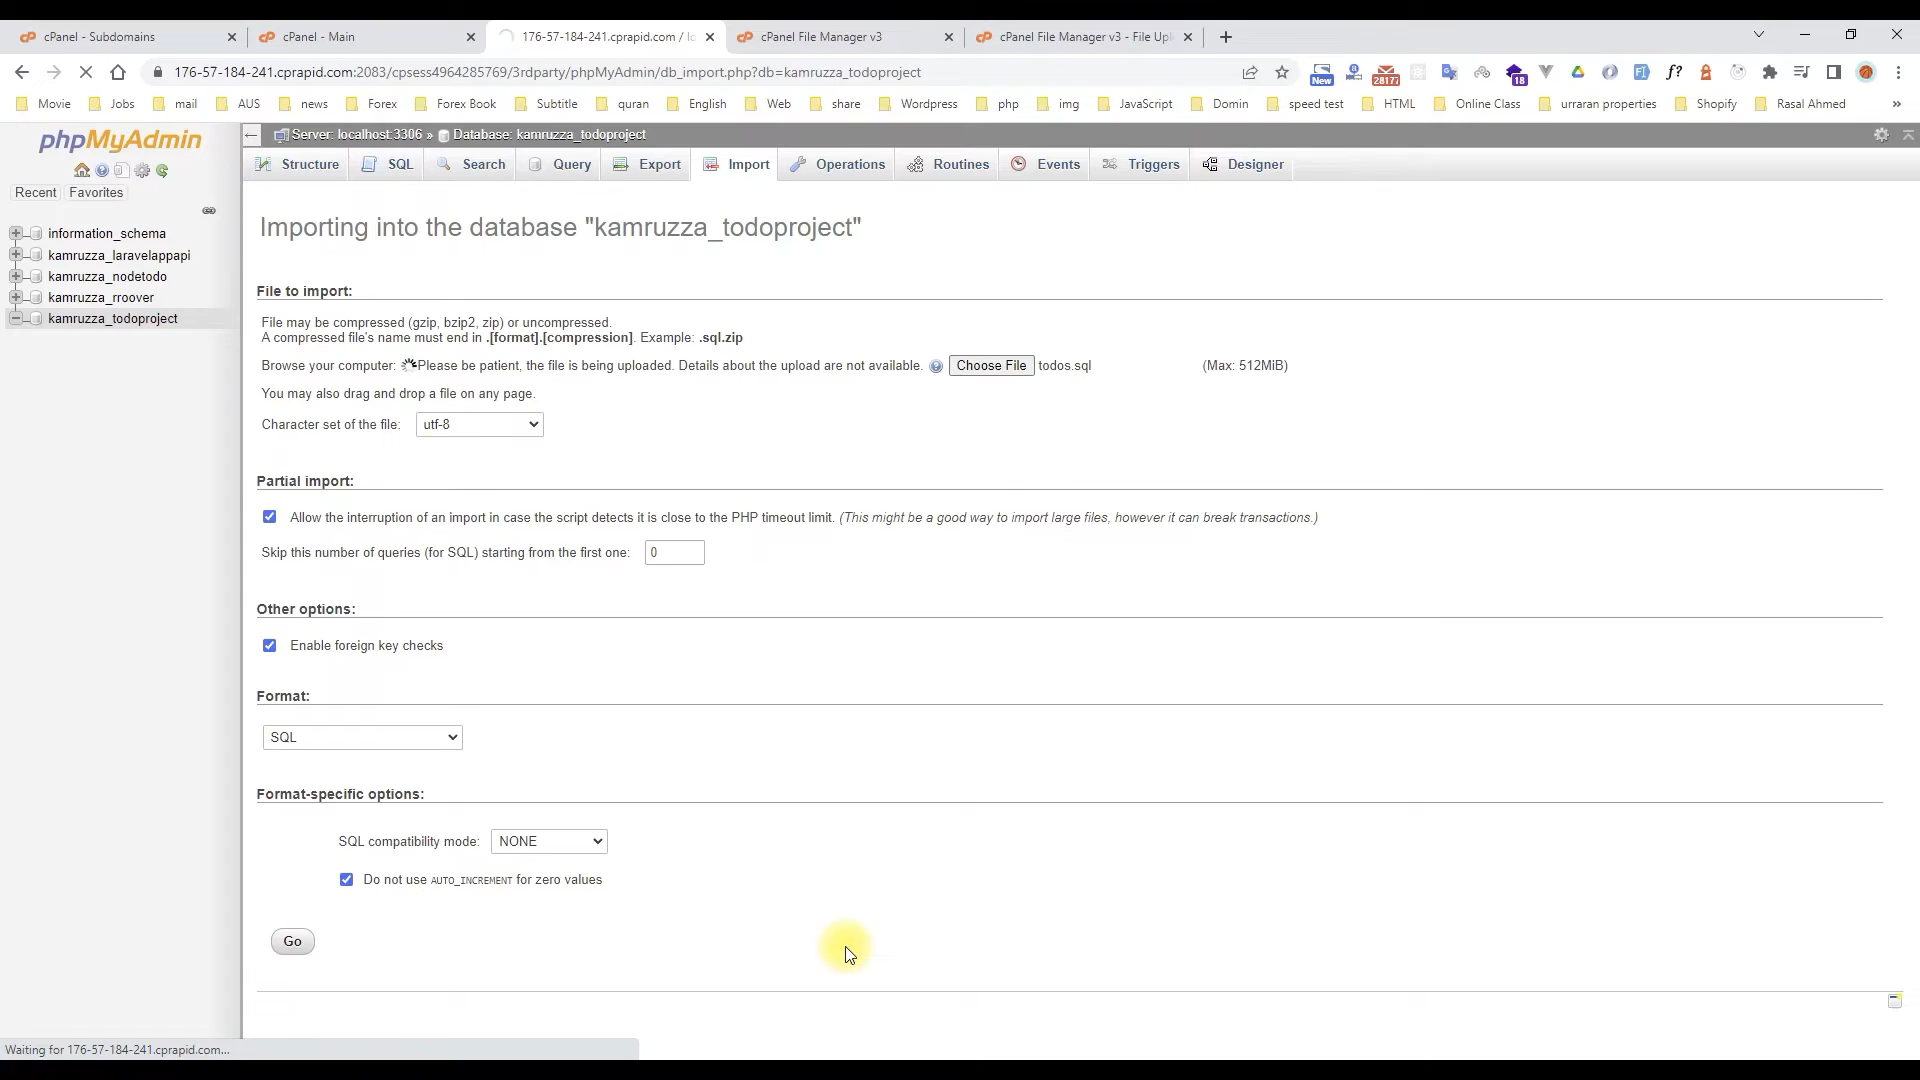 cPanel - Subdomains
cPanel - Main
176-57-184-241.cprapid.com / lo
cPanel File Manager v3
cPanel File Manager v3 - File Upl
176-57-184-241.cprapid.com:2083/cpsess4964285769/3rdparty/phpMyAdmin/db_import.php?db=kamruzza_todoproject
New
28177
18
f?
Movie
Jobs
mail
AUS
news
Forex
Forex Book
Subtitle
quran
English
Web
share
Wordpress
php
img
JavaScript
Domin
speed test
HTML
Online Class
urraran properties
Shopify
Rasal Ahmed
»
phpMyAdmin
Recent
Favorites
information_schema
kamruzza_laravelappapi
kamruzza_nodetodo
kamruzza_rroover
kamruzza_todoproject
Server: localhost:3306 » Database: kamruzza_todoproject
Structure
SQL
Search
Query
Export
Import
Operations
Routines
Events
Triggers
Designer
Importing into the database "kamruzza_todoproject"
File to import:
File may be compressed (gzip, bzip2, zip) or uncompressed.
A compressed file's name must end in .[format].[compression]. Example: .sql.zip
Browse your computer: Please be patient, the file is being uploaded. Details about the upload are not available. Choose File todos.sql (Max: 512MiB)
You may also drag and drop a file on any page.
Character set of the file: utf-8
Partial import:
Allow the interruption of an import in case the script detects it is close to the PHP timeout limit. (This might be a good way to import large files, however it can break transactions.)
Skip this number of queries (for SQL) starting from the first one: 0
Other options:
Enable foreign key checks
Format:
SQL
Format-specific options:
SQL compatibility mode: NONE
Do not use AUTO_INCREMENT for zero values
Go
Waiting for 176-57-184-241.cprapid.com...